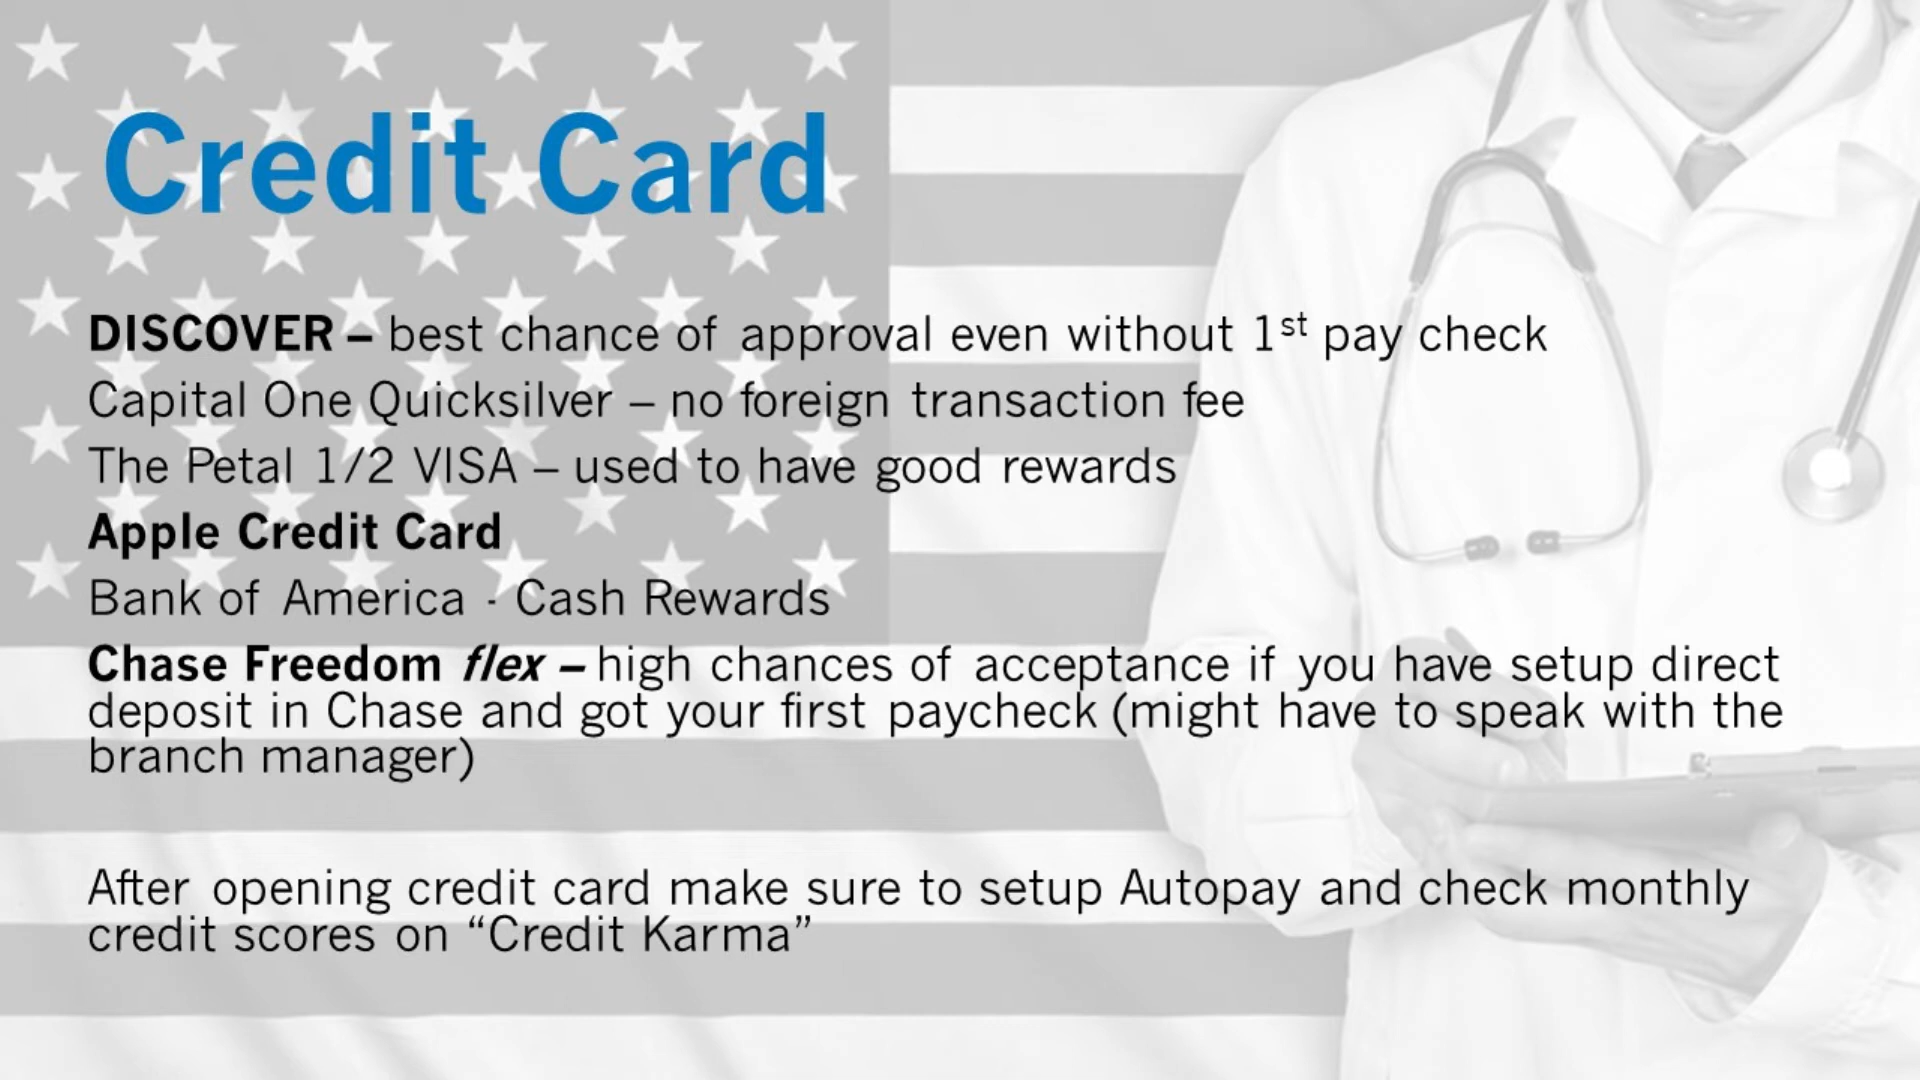 Credit Card
DISCOVER – best chance of approval even without 1st pay check
Capital One Quicksilver – no foreign transaction fee
The Petal 1/2 VISA – used to have good rewards
Apple Credit Card
Bank of America - Cash Rewards
Chase Freedom flex – high chances of acceptance if you have setup direct
deposit in Chase and got your first paycheck (might have to speak with the
branch manager)
After opening credit card make sure to setup Autopay and check monthly
credit scores on “Credit Karma”